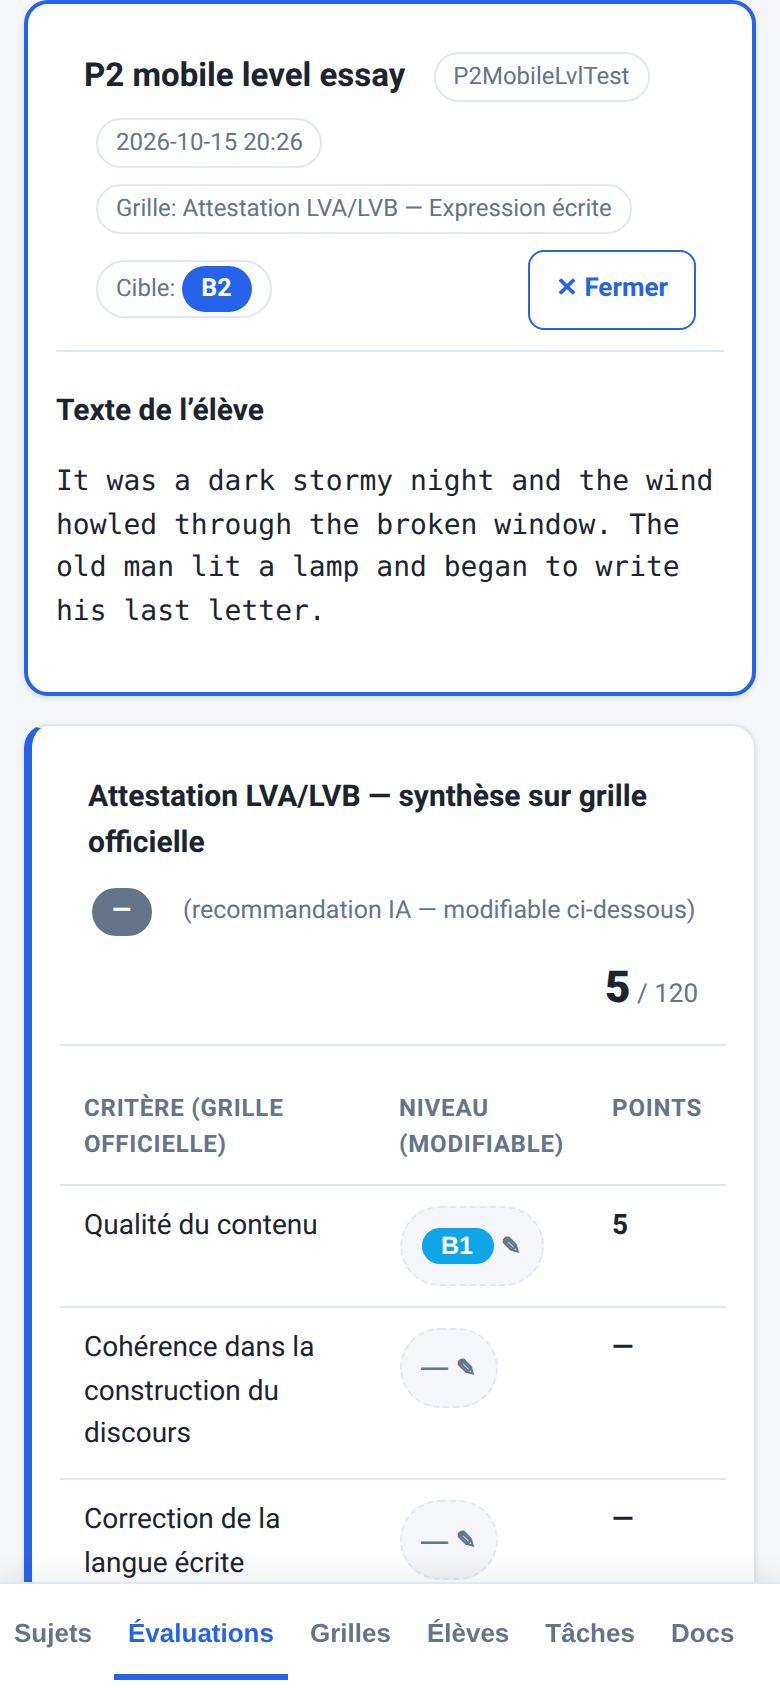 P2 mobile level essay P2MobileLvlTest
2026-10-15 20:26
Grille: Attestation LVA/LVB — Expression écrite
Cible: B2 ✕ Fermer
Texte de l’élève
It was a dark stormy night and the wind
howled through the broken window. The
old man lit a lamp and began to write
his last letter.
Attestation LVA/LVB — synthèse sur grille
officielle
— (recommandation IA — modifiable ci-dessous)
5 / 120
CRITÈRE (GRILLE OFFICIELLE) NIVEAU (MODIFIABLE) POINTS
Qualité du contenu B1 ✎ 5
Cohérence dans la construction du discours — ✎ —
Correction de la langue écrite — ✎ —
Sujets Évaluations Grilles Élèves Tâches Docs